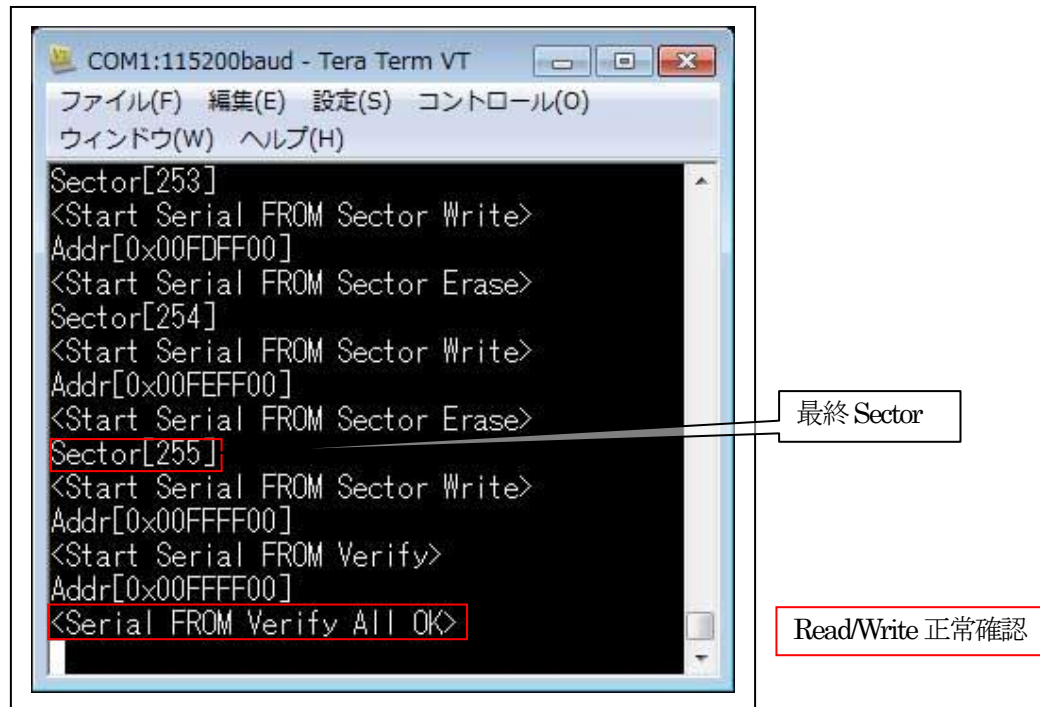 COM1:115200baud - Tera Term VT
ファイル(F) 編集(E) 設定(S) コントロール(O)
ウィンドウ(W) ヘルプ(H)
Sector[253]
<Start Serial FROM Sector Write>
Addr[0x00FDFF00]
<Start Serial FROM Sector Erase>
Sector[254]
<Start Serial FROM Sector Write>
Addr[0x00FEFF00]
<Start Serial FROM Sector Erase>
Sector[255]
<Start Serial FROM Sector Write>
Addr[0x00FFFF00]
<Start Serial FROM Verify>
Addr[0x00FFFF00]
<Serial FROM Verify All OK>
最終 Sector
Read/Write 正常確認